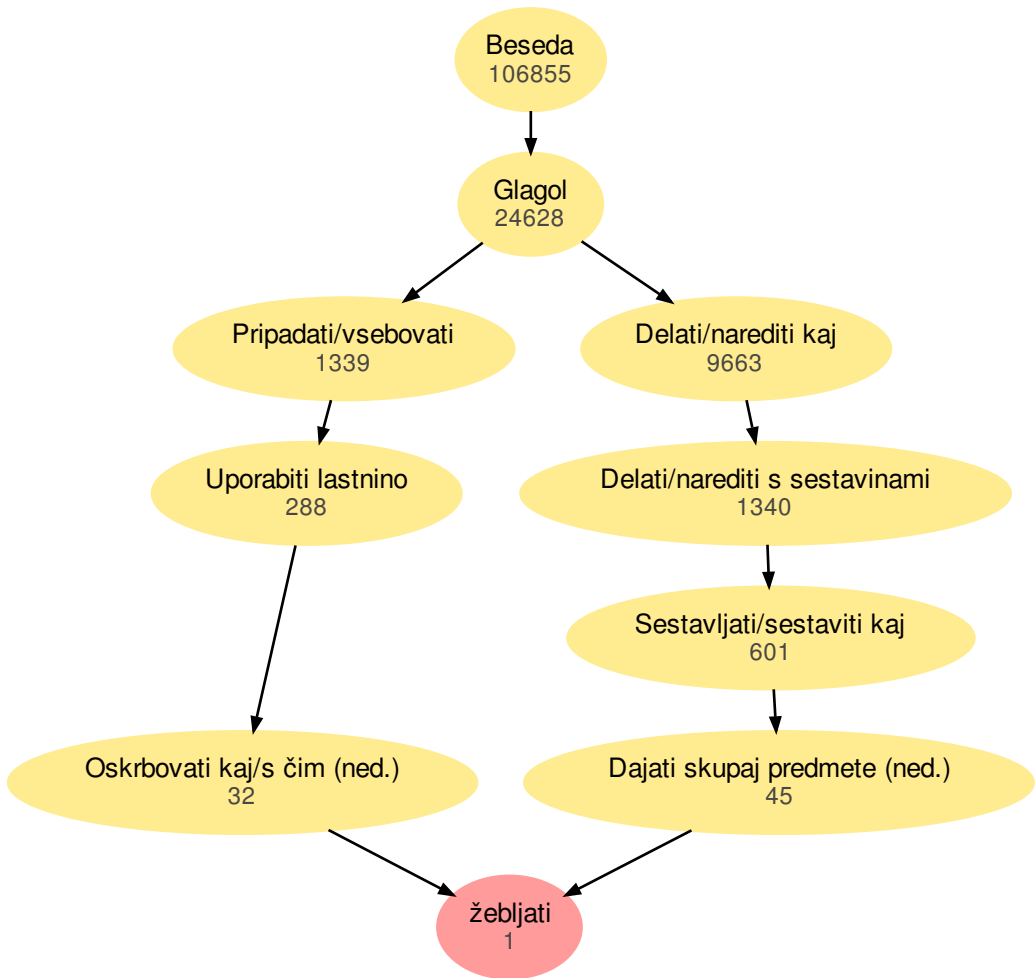 Beseda
106855
Glagol
24628
Pripadati/vsebovati
1339
Delati/narediti kaj
9663
Uporabiti lastnino
288
Delati/narediti s sestavinami
1340
Sestavljati/sestaviti kaj
601
Oskrbovati kaj/s čim (ned.)
32
Dajati skupaj predmete (ned.)
45
žebljati
1